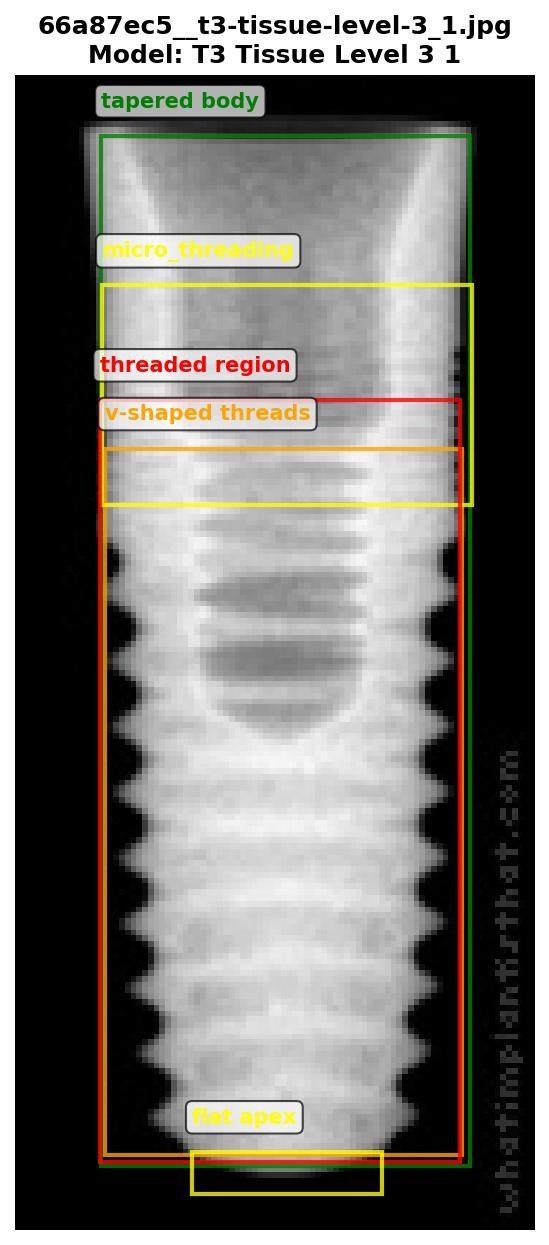 66a87ec5__t3-tissue-level-3_1.jpg
Model: T3 Tissue Level 3 1
tapered body
micro_threading
threaded region
v-shaped threads
flat apex
whatimplantisthat.com